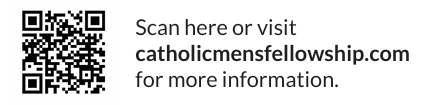 Scan here or visit
catholicmensfellowship.com
for more information.